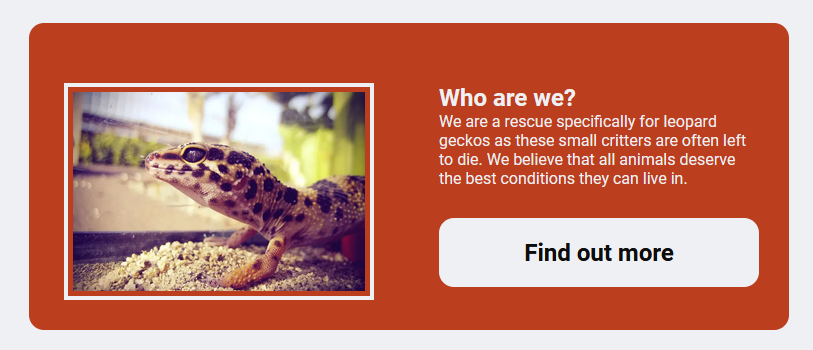 Who are we?
We are a rescue specifically for leopard
geckos as these small critters are often left
to die. We believe that all animals deserve
the best conditions they can live in.
Find out more